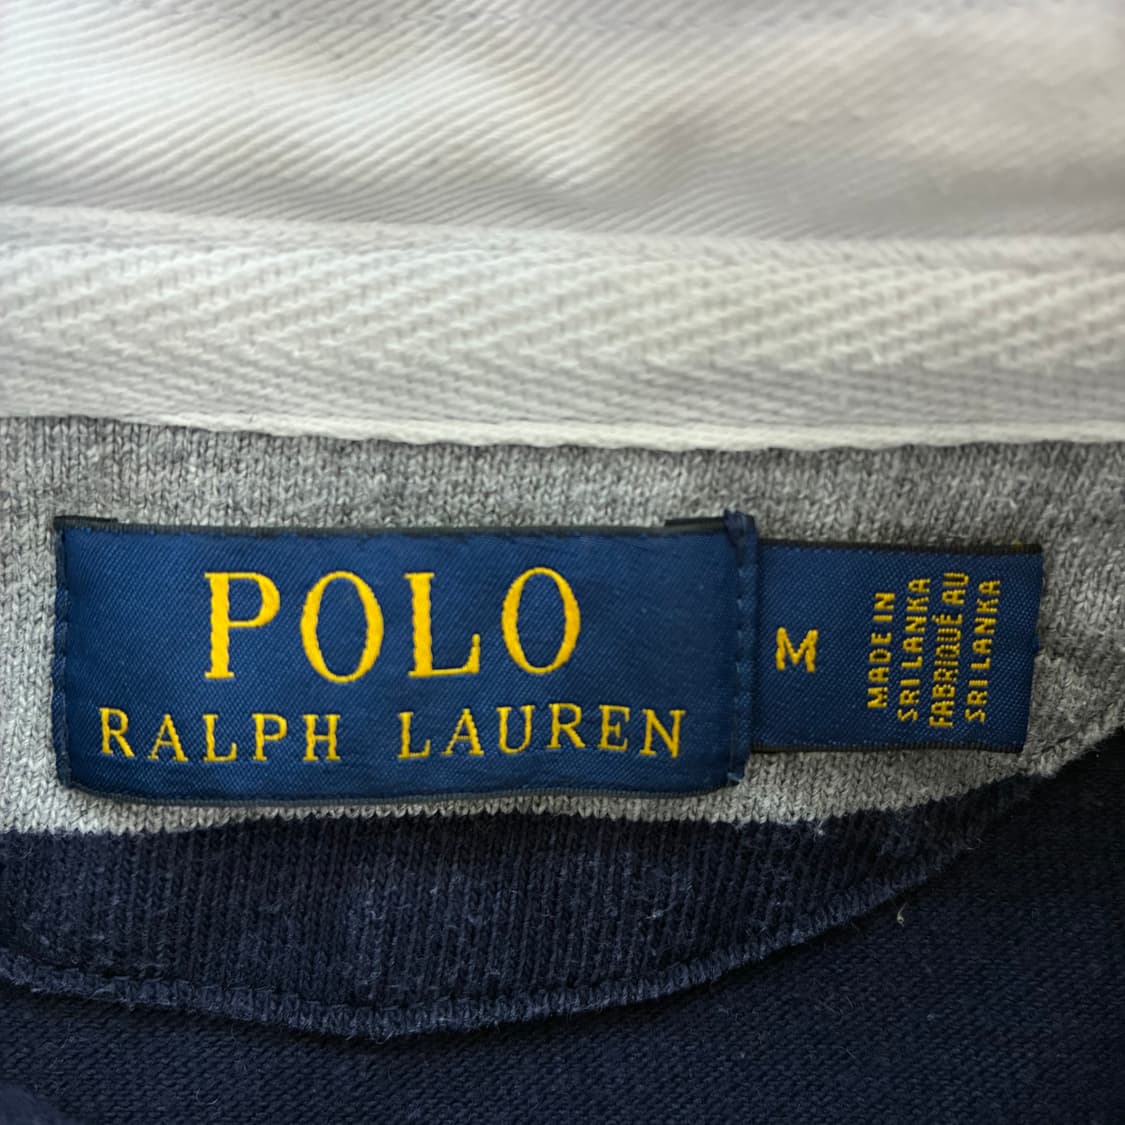 POLO
RALPH LAUREN
M
MADE IN
SRI LANKA
FABRIQUÉ AU
SRI LANKA